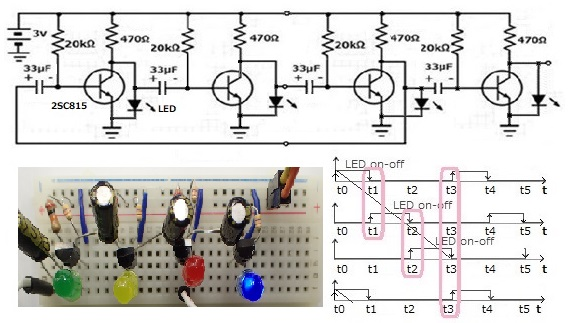 3v 20kΩ 470Ω 20kΩ 470Ω 20kΩ 470Ω 20kΩ 470Ω
33μF 33μF 33μF 33μF
+ - + - + - + -
2SC815 LED
LED on-off
t0 t1 t2 t3 t4 t5 t
LED on-off
t0 t1 t2 t3 t4 t5 t
LED on-off
t0 t1 t2 t3 t4 t5 t
t0 t1 t2 t3 t4 t5 t